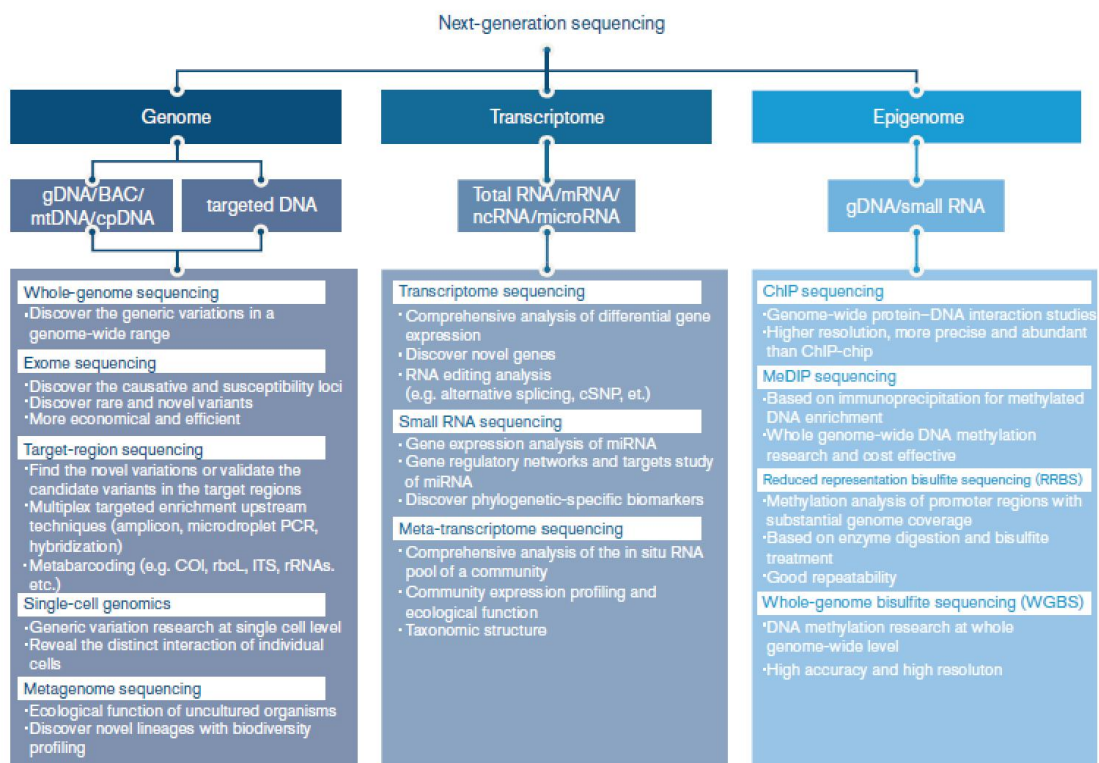 Next-generation sequencing
Genome
gDNA/BAC/
mtDNA/cpDNA
targeted DNA
Whole-genome sequencing
·Discover the generic variations in a
genome-wide range
Exome sequencing
·Discover the causative and susceptibility loci
·Discover rare and novel variants
·More economical and efficient
Target-region sequencing
·Find the novel variations or validate the
candidate variants in the target regions
·Multiplex targeted enrichment upstream
techniques (amplicon, microdroplet PCR,
hybridization)
·Metabarcoding (e.g. COI, rbcL, ITS, rRNAs.
etc.)
Single-cell genomics
·Generic variation research at single cell level
·Reveal the distinct interaction of individual
cells
Metagenome sequencing
·Ecological function of uncultured organisms
·Discover novel lineages with biodiversity
profiling
Transcriptome
Total RNA/mRNA/
ncRNA/microRNA
Transcriptome sequencing
·Comprehensive analysis of differential gene
expression
·Discover novel genes
·RNA editing analysis
(e.g. alternative splicing, cSNP, et.)
Small RNA sequencing
·Gene expression analysis of miRNA
·Gene regulatory networks and targets study
of miRNA
·Discover phylogenetic-specific biomarkers
Meta-transcriptome sequencing
·Comprehensive analysis of the in situ RNA
pool of a community
·Community expression profiling and
ecological function
·Taxonomic structure
Epigenome
gDNA/small RNA
ChIP sequencing
·Genome-wide protein–DNA interaction studies
·Higher resolution, more precise and abundant
than ChIP-chip
MeDIP sequencing
·Based on immunoprecipitation for methylated
DNA enrichment
·Whole genome-wide DNA methylation
research and cost effective
Reduced representation bisulfite sequencing (RRBS)
·Methylation analysis of promoter regions with
substantial genome coverage
·Based on enzyme digestion and bisulfite
treatment
·Good repeatability
Whole-genome bisulfite sequencing (WGBS)
·DNA methylation research at whole
genome-wide level
·High accuracy and high resoluton